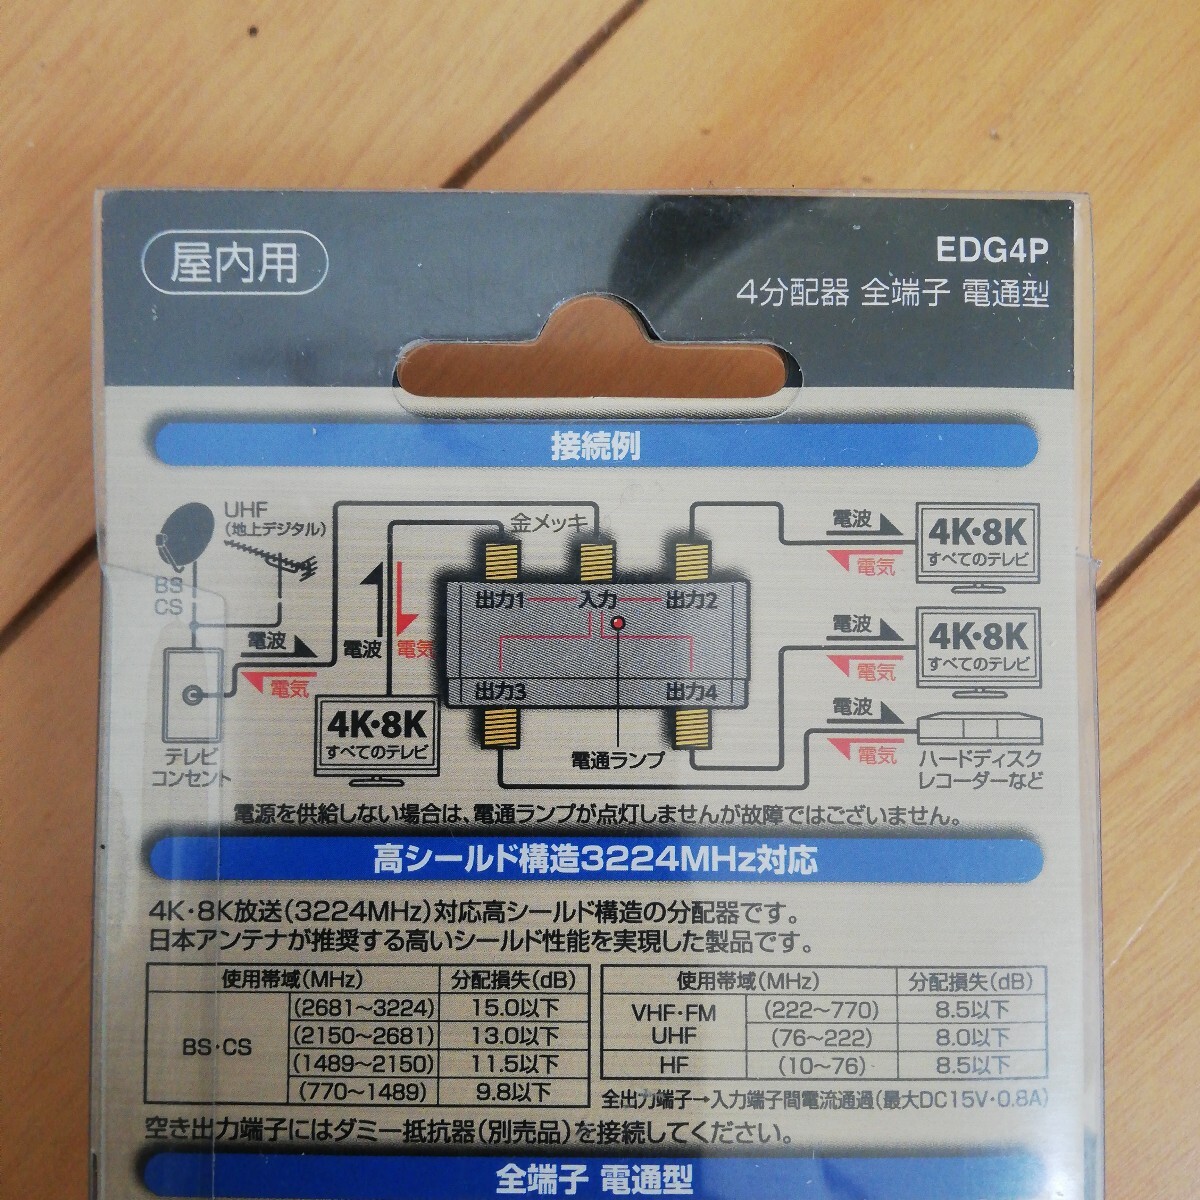 屋内用
EDG4P
4分配器 全端子 電通型
接続例
UHF
(地上デジタル)
BS
CS
電波
電気
テレビ
コンセント
電波
電気
4K・8K
すべてのテレビ
金メッキ
出力1
入力
出力2
出力3
出力4
電通ランプ
電波
電気
4K・8K
すべてのテレビ
電波
電気
4K・8K
すべてのテレビ
電波
電気
ハードディスク
レコーダーなど
電源を供給しない場合は、電通ランプが点灯しませんが故障ではございません。
高シールド構造3224MHz対応
4K・8K放送(3224MHz)対応高シールド構造の分配器です。
日本アンテナが推奨する高いシールド性能を実現した製品です。
使用帯域(MHz) 分配損失(dB)
BS・CS
(2681〜3224) 15.0以下
(2150〜2681) 13.0以下
(1489〜2150) 11.5以下
(770〜1489) 9.8以下
使用帯域(MHz) 分配損失(dB)
VHF・FM
UHF
(222〜770) 8.5以下
(76〜222) 8.0以下
HF (10〜76) 8.5以下
全出力端子→入力端子間電流通過(最大DC15V・0.8A)
空き出力端子にはダミー抵抗器(別売品)を接続してください。
全端子 電通型